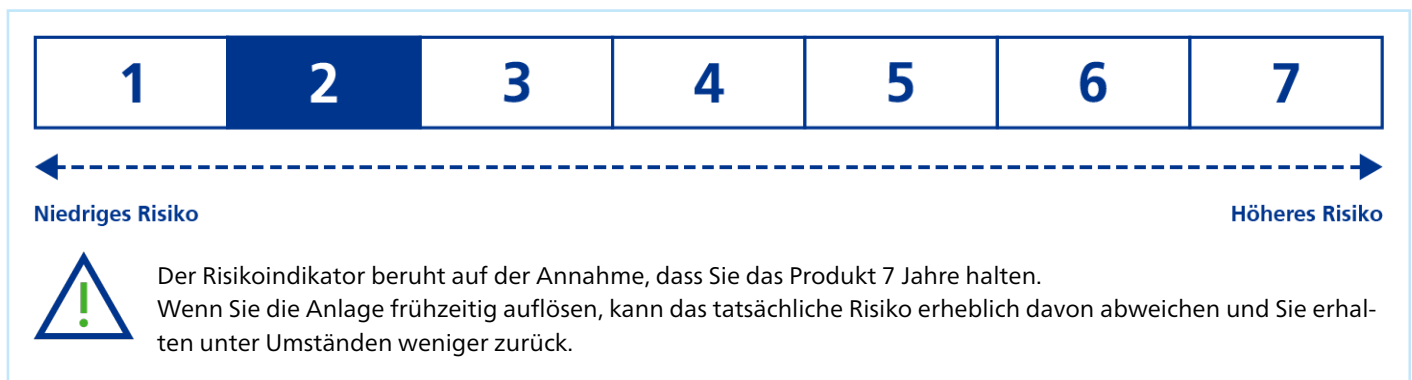 1 2 3 4 5 6 7
Niedriges Risiko Höheres Risiko
Der Risikoindikator beruht auf der Annahme, dass Sie das Produkt 7 Jahre halten.
Wenn Sie die Anlage frühzeitig auflösen, kann das tatsächliche Risiko erheblich davon abweichen und Sie erhal-
ten unter Umständen weniger zurück.